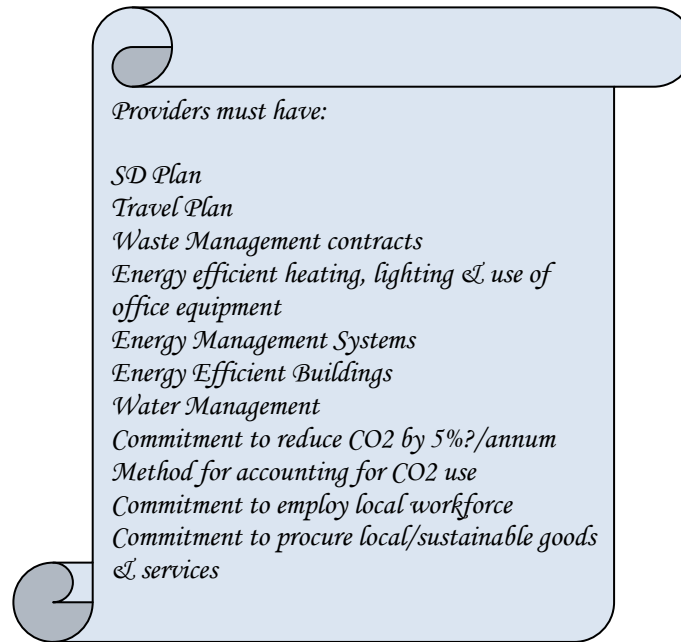 Providers must have:
SD Plan
Travel Plan
Waste Management contracts
Energy efficient heating, lighting & use of
office equipment
Energy Management Systems
Energy Efficient Buildings
Water Management
Commitment to reduce CO2 by 5%?/annum
Method for accounting for CO2 use
Commitment to employ local workforce
Commitment to procure local/sustainable goods
& services